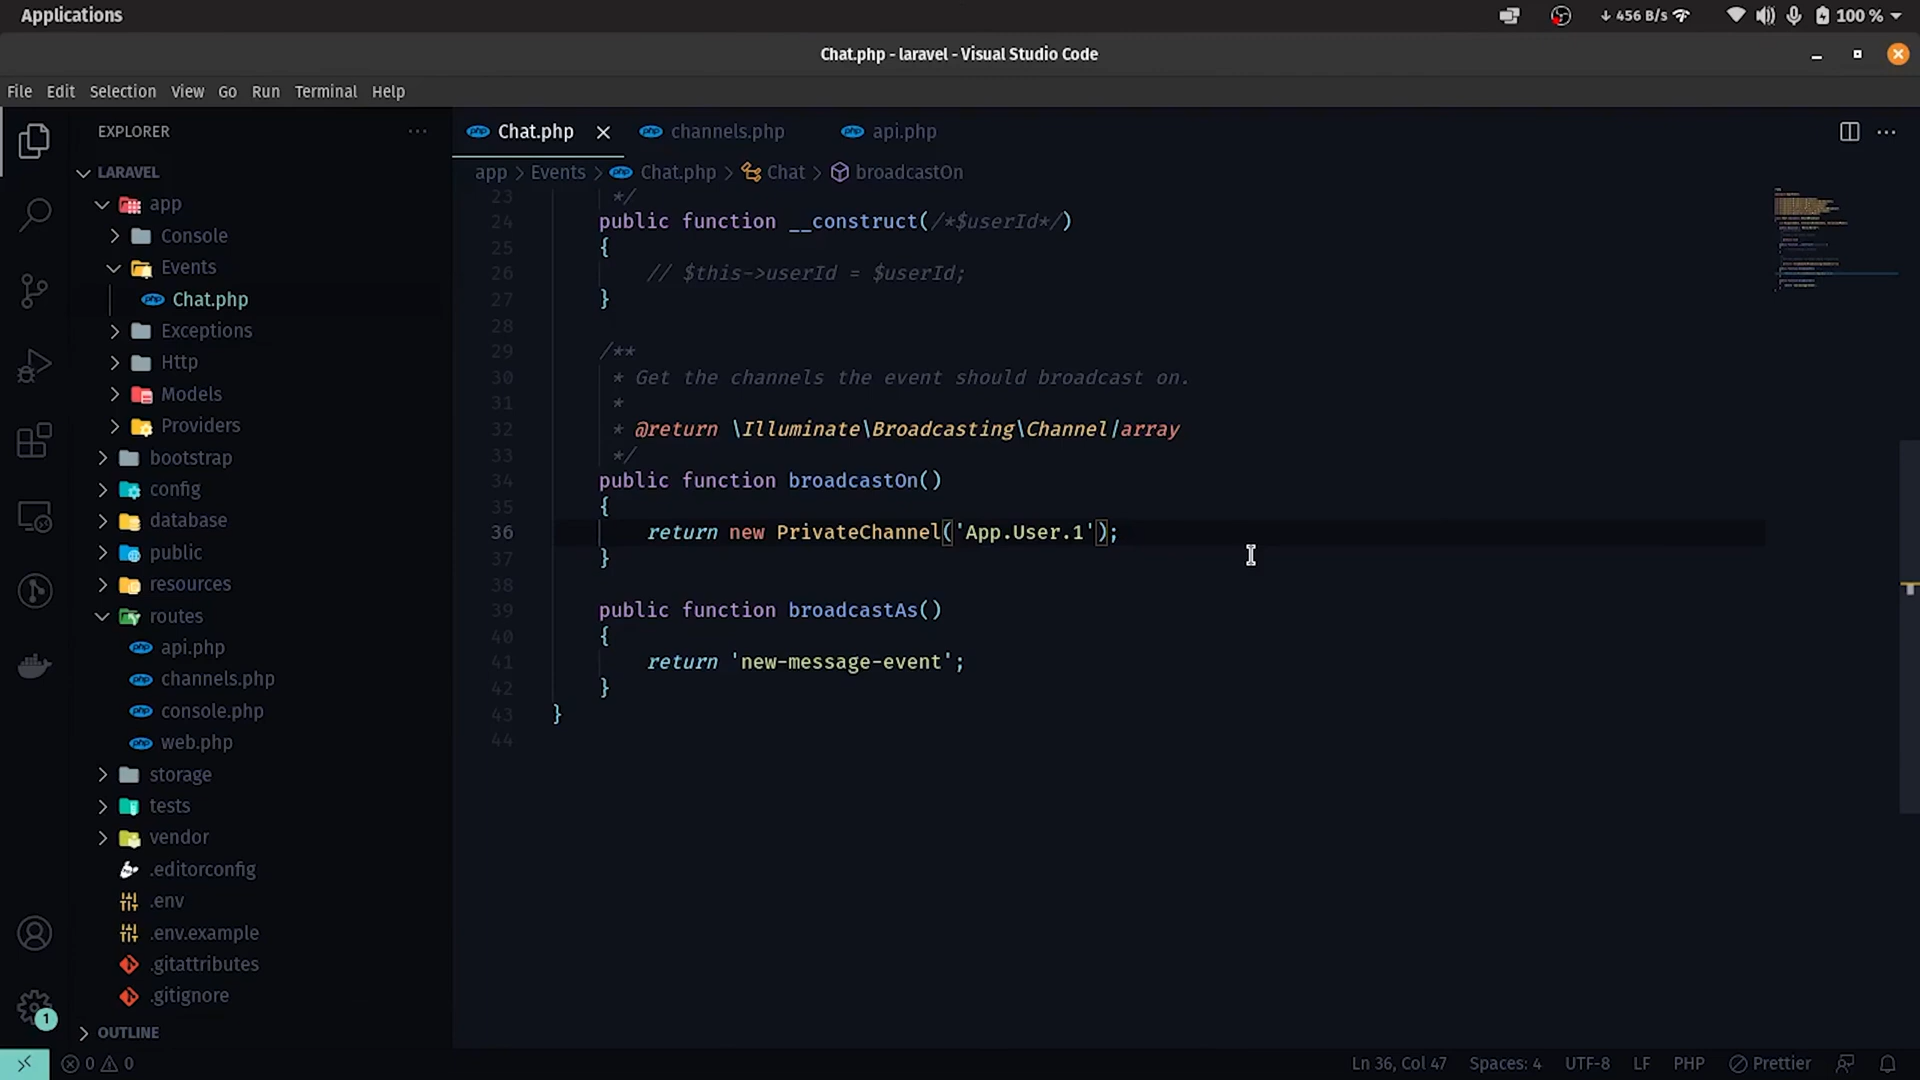 Applications
456 B/s
100 %
Chat.php - laravel - Visual Studio Code
File Edit Selection View Go Run Terminal Help
EXPLORER
Chat.php
channels.php
api.php
app > Events > Chat.php > Chat > broadcastOn
LARAVEL
app
Console
Events
Chat.php
Exceptions
Http
Models
Providers
bootstrap
config
database
public
resources
routes
api.php
channels.php
console.php
web.php
storage
tests
vendor
.editorconfig
.env
.env.example
.gitattributes
.gitignore
OUTLINE
23 */
24 public function __construct(/*$userId*/)
25 {
26 // $this->userId = $userId;
27 }
28
29 /**
30 * Get the channels the event should broadcast on.
31 *
32 * @return \Illuminate\Broadcasting\Channel|array
33 */
34 public function broadcastOn()
35 {
36 return new PrivateChannel('App.User.1');
37 }
38
39 public function broadcastAs()
40 {
41 return 'new-message-event';
42 }
43 }
44
1
0 0
Ln 36, Col 47 Spaces: 4 UTF-8 LF PHP Prettier